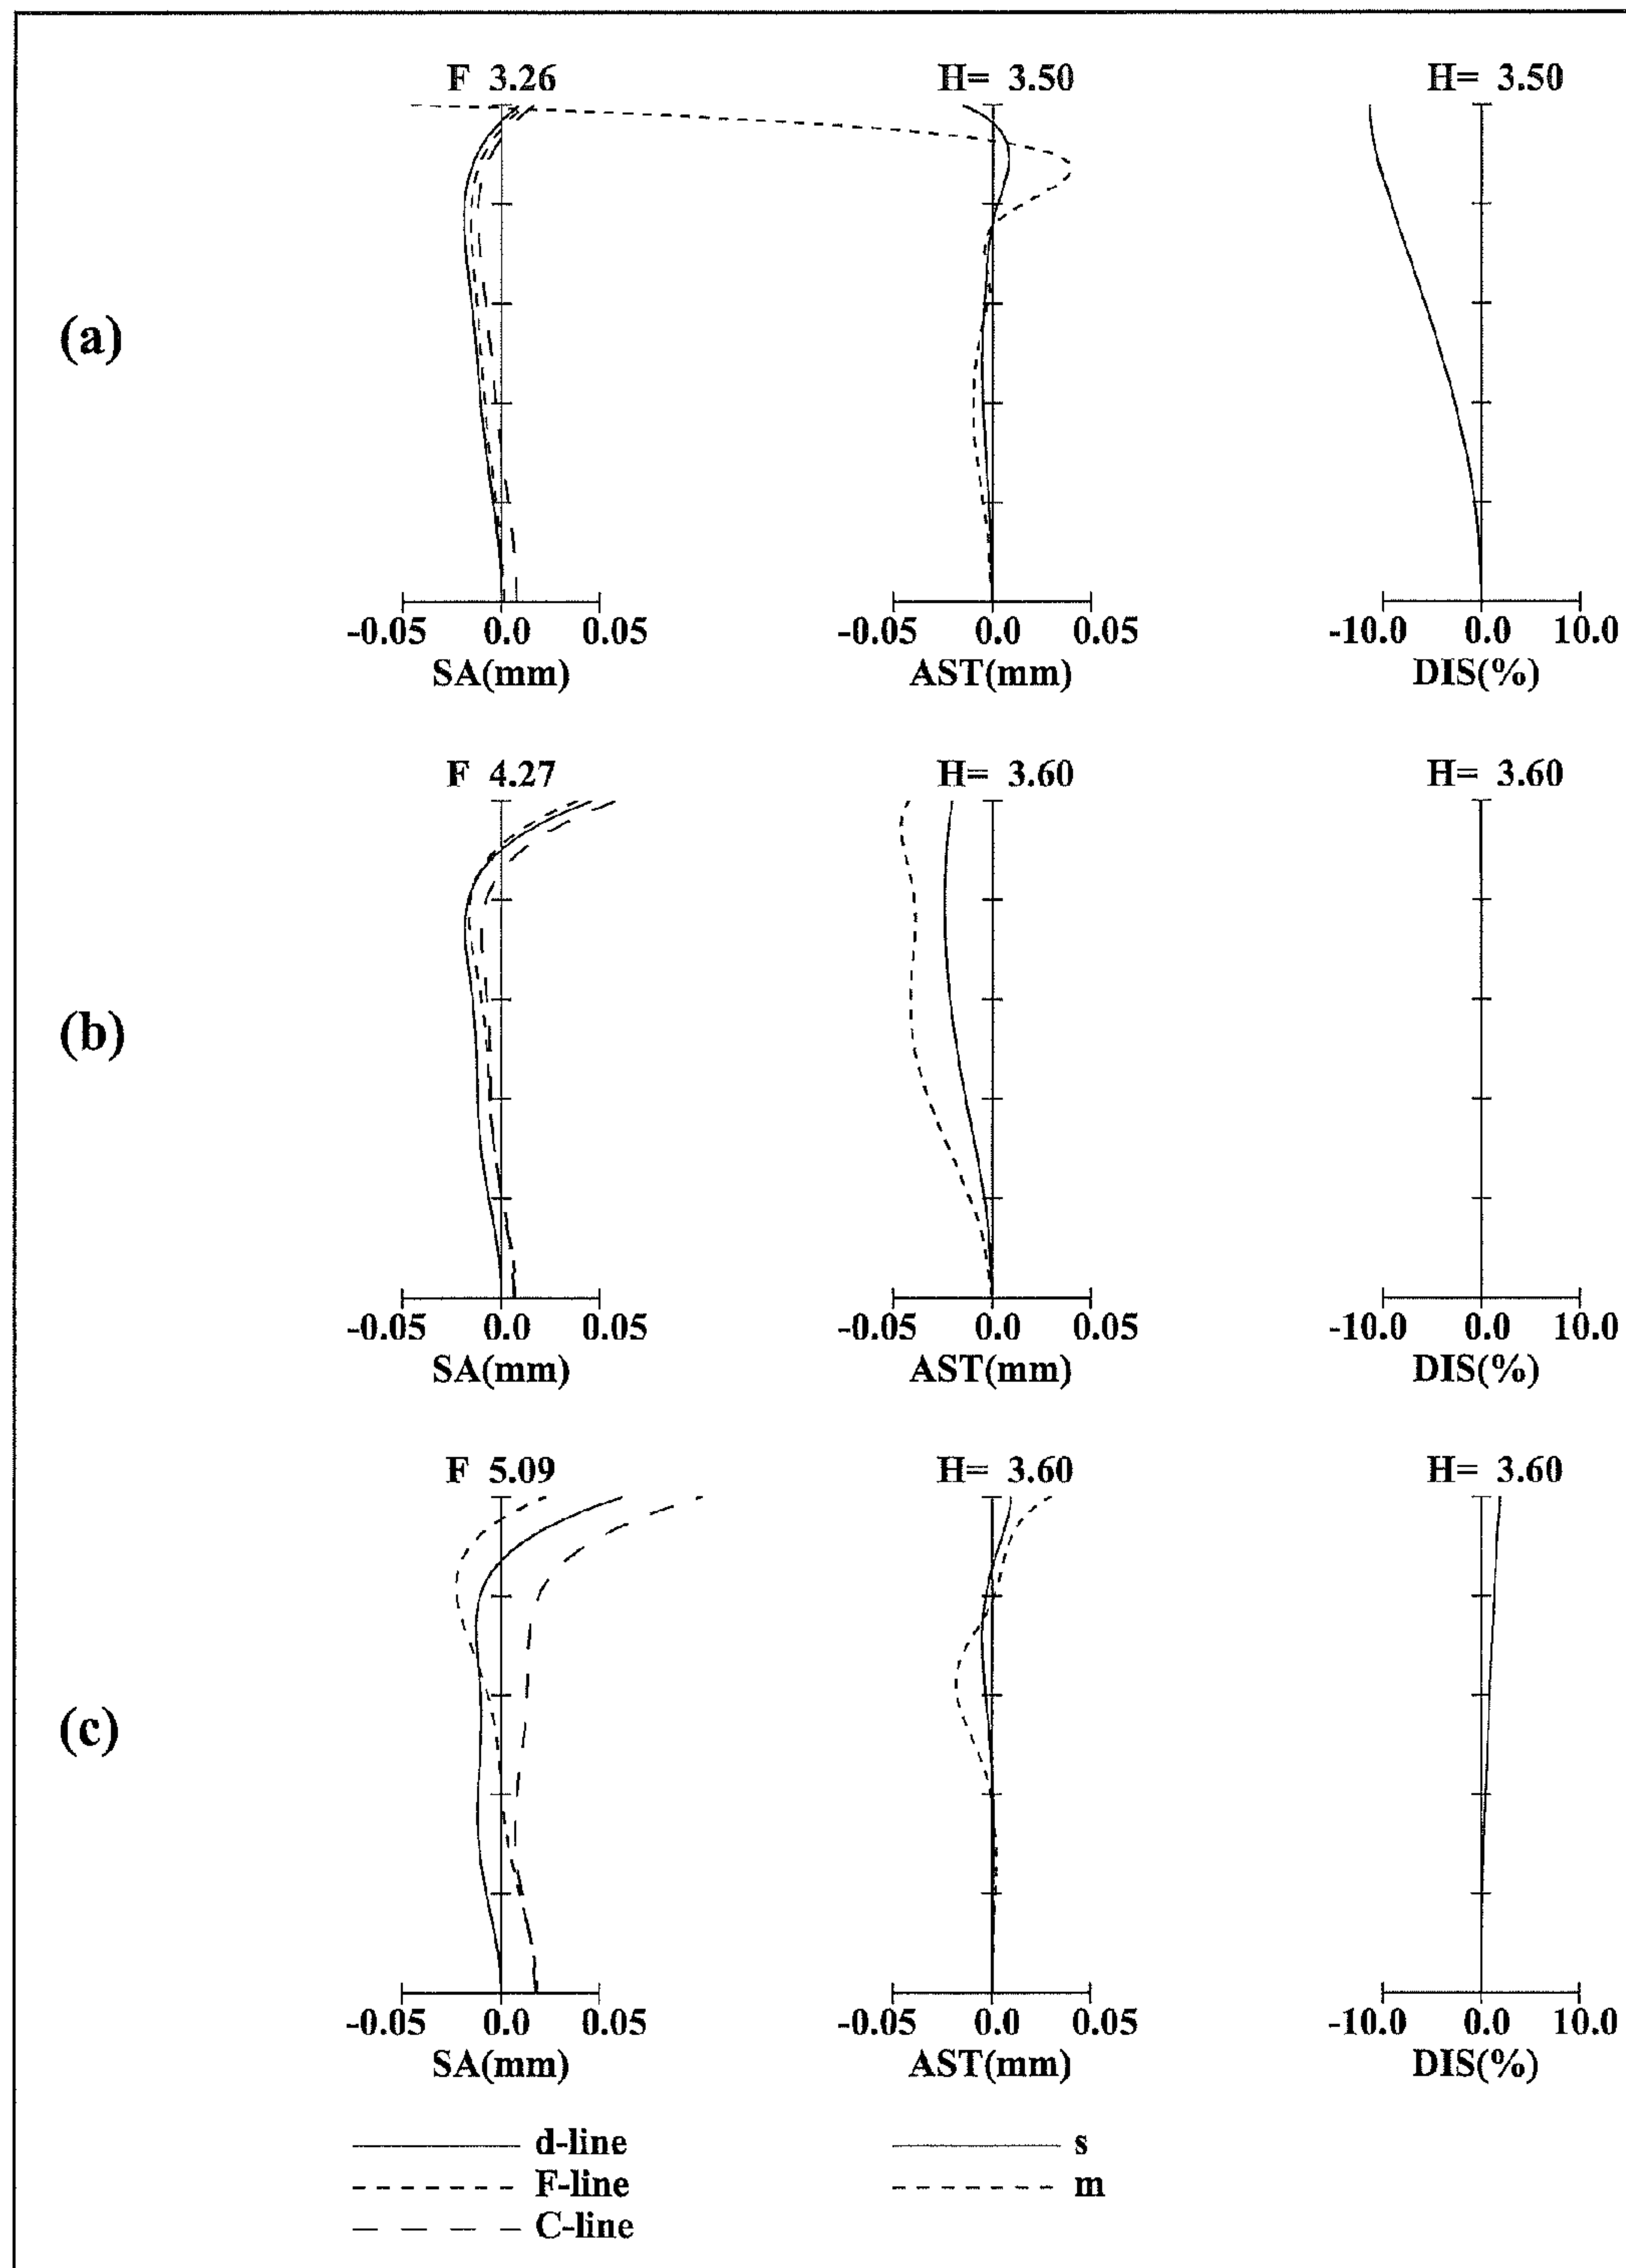 F 3.26 H= 3.50 H= 3.50
(a)
-0.05 0.0 0.05 -0.05 0.0 0.05 -10.0 0.0 10.0
SA(mm) AST(mm) DIS(%)
F 4.27 H= 3.60 H= 3.60
(b)
-0.05 0.0 0.05 -0.05 0.0 0.05 -10.0 0.0 10.0
SA(mm) AST(mm) DIS(%)
F 5.09 H= 3.60 H= 3.60
(c)
-0.05 0.0 0.05 -0.05 0.0 0.05 -10.0 0.0 10.0
SA(mm) AST(mm) DIS(%)
d-line s
F-line m
C-line